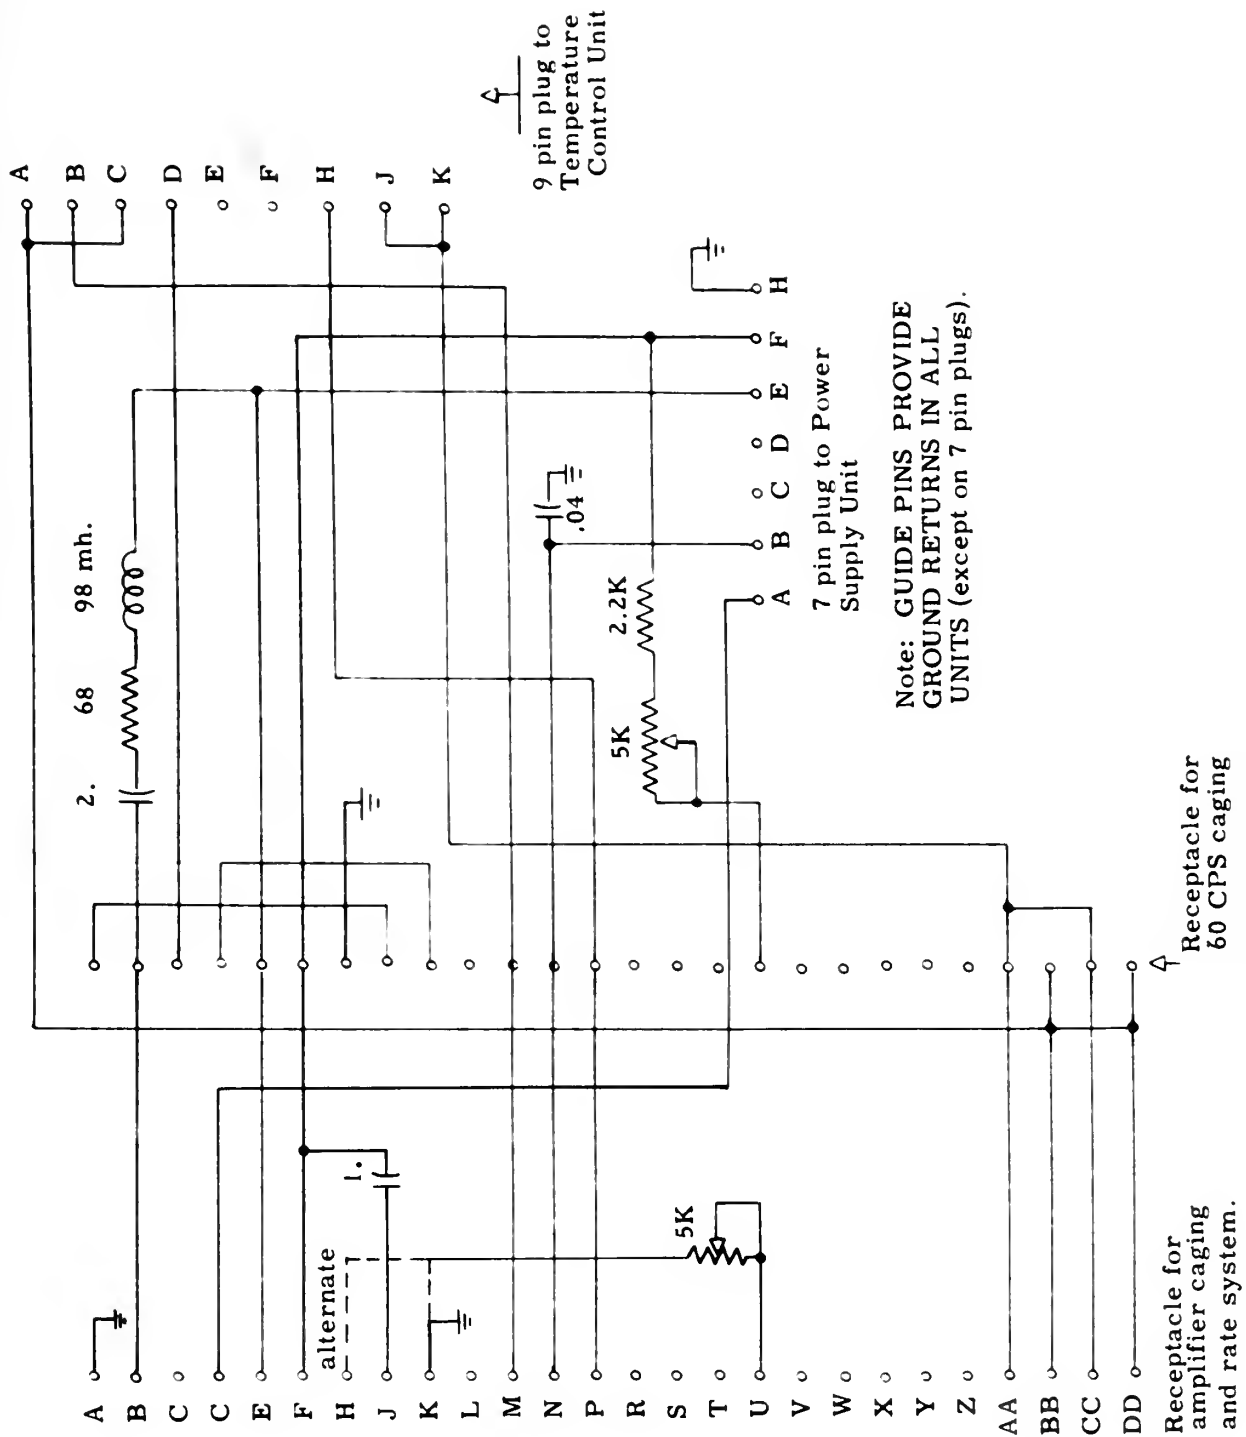 A
B
C
D
E
F
H
J
K
9 pin plug to
Temperature
Control Unit
2.
68
98 mh.
.04
5K
2.2K
A
B
C
D
E
F
H
7 pin plug to Power
Supply Unit
Note: GUIDE PINS PROVIDE
GROUND RETURNS IN ALL
UNITS (except on 7 pin plugs).
1.
alternate
5K
Receptacle for
60 CPS caging
A
B
C
C
E
F
H
J
K
L
M
N
P
R
S
T
U
V
W
X
Y
Z
AA
BB
CC
DD
Receptacle for
amplifier caging
and rate system.